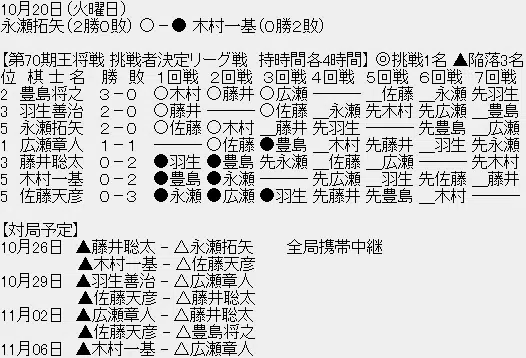 10月20日(火曜日)
永瀬拓矢(2勝0敗) ○-● 木村一基(0勝2敗)
【第70期王将戦 挑戦者決定リーグ戦 持時間各4時間】◎挑戦1名 ▲陥落3名
位 棋士名 勝 敗 1回戦 2回戦 3回戦 4回戦 5回戦 6回戦 7回戦
2 豊島将之 3-0 ○木村 ○藤井 ○広瀬 ―― __佐藤 __永瀬 先羽生
3 羽生善治 2-0 ○藤井 ―― ○佐藤 __永瀬 先木村 先広瀬 __豊島
5 永瀬拓矢 2-0 ○佐藤 ○木村 __藤井 先羽生 ―― 先豊島 __広瀬
1 広瀬章人 1-1 ―― ○佐藤 ●豊島 __木村 先藤井 __羽生 先永瀬
3 藤井聡太 0-2 ●羽生 ●豊島 先永瀬 __佐藤 __広瀬 ―― 先木村
5 木村一基 0-2 ●豊島 ●永瀬 ―― 先広瀬 __羽生 先佐藤 __藤井
5 佐藤天彦 0-3 ●永瀬 ●広瀬 ●羽生 先藤井 先豊島 __木村 ――
【対局予定】
10月26日 ▲藤井聡太-△永瀬拓矢 全局携帯中継
▲木村一基-△佐藤天彦
10月29日 ▲羽生善治-△広瀬章人
▲佐藤天彦-△藤井聡太
11月02日 ▲広瀬章人-△藤井聡太
▲佐藤天彦-△豊島将之
11月06日 ▲木村一基-△広瀬章人